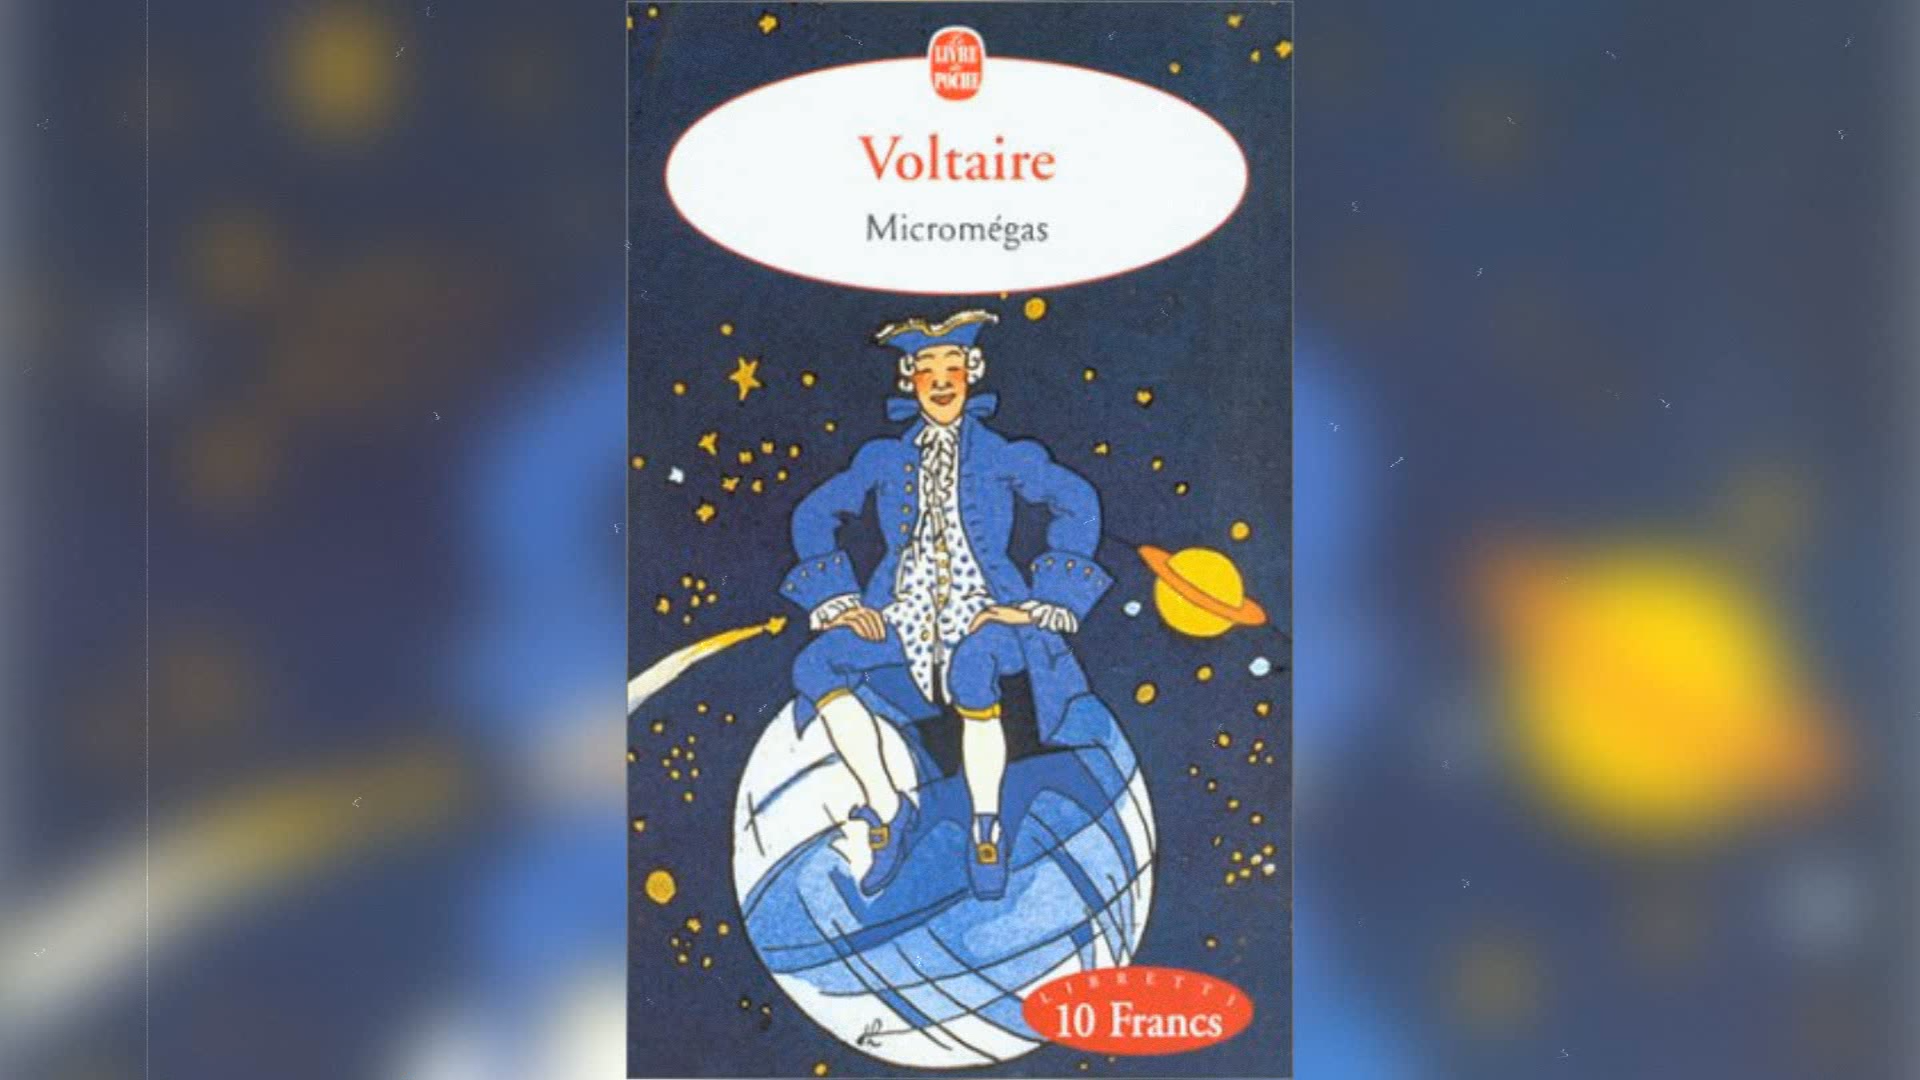 Le
LIVRE
de
POCHE
Voltaire
Micromégas
LIBRETTI
10 Francs